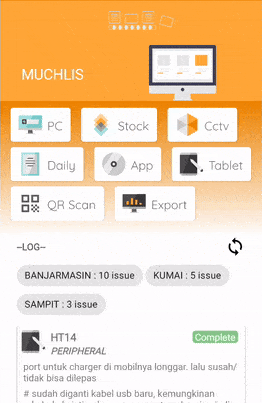 MUCHLIS
PC
Stock
Cctv
Daily
App
Tablet
QR Scan
Export
--LOG--
BANJARMASIN : 10 issue
KUMAI : 5 issue
SAMPIT : 3 issue
HT14
Complete
PERIPHERAL
port untuk charger di mobilnya longgar. lalu susah/
tidak bisa dilepas
# sudah diganti kabel usb baru, kemungkinan